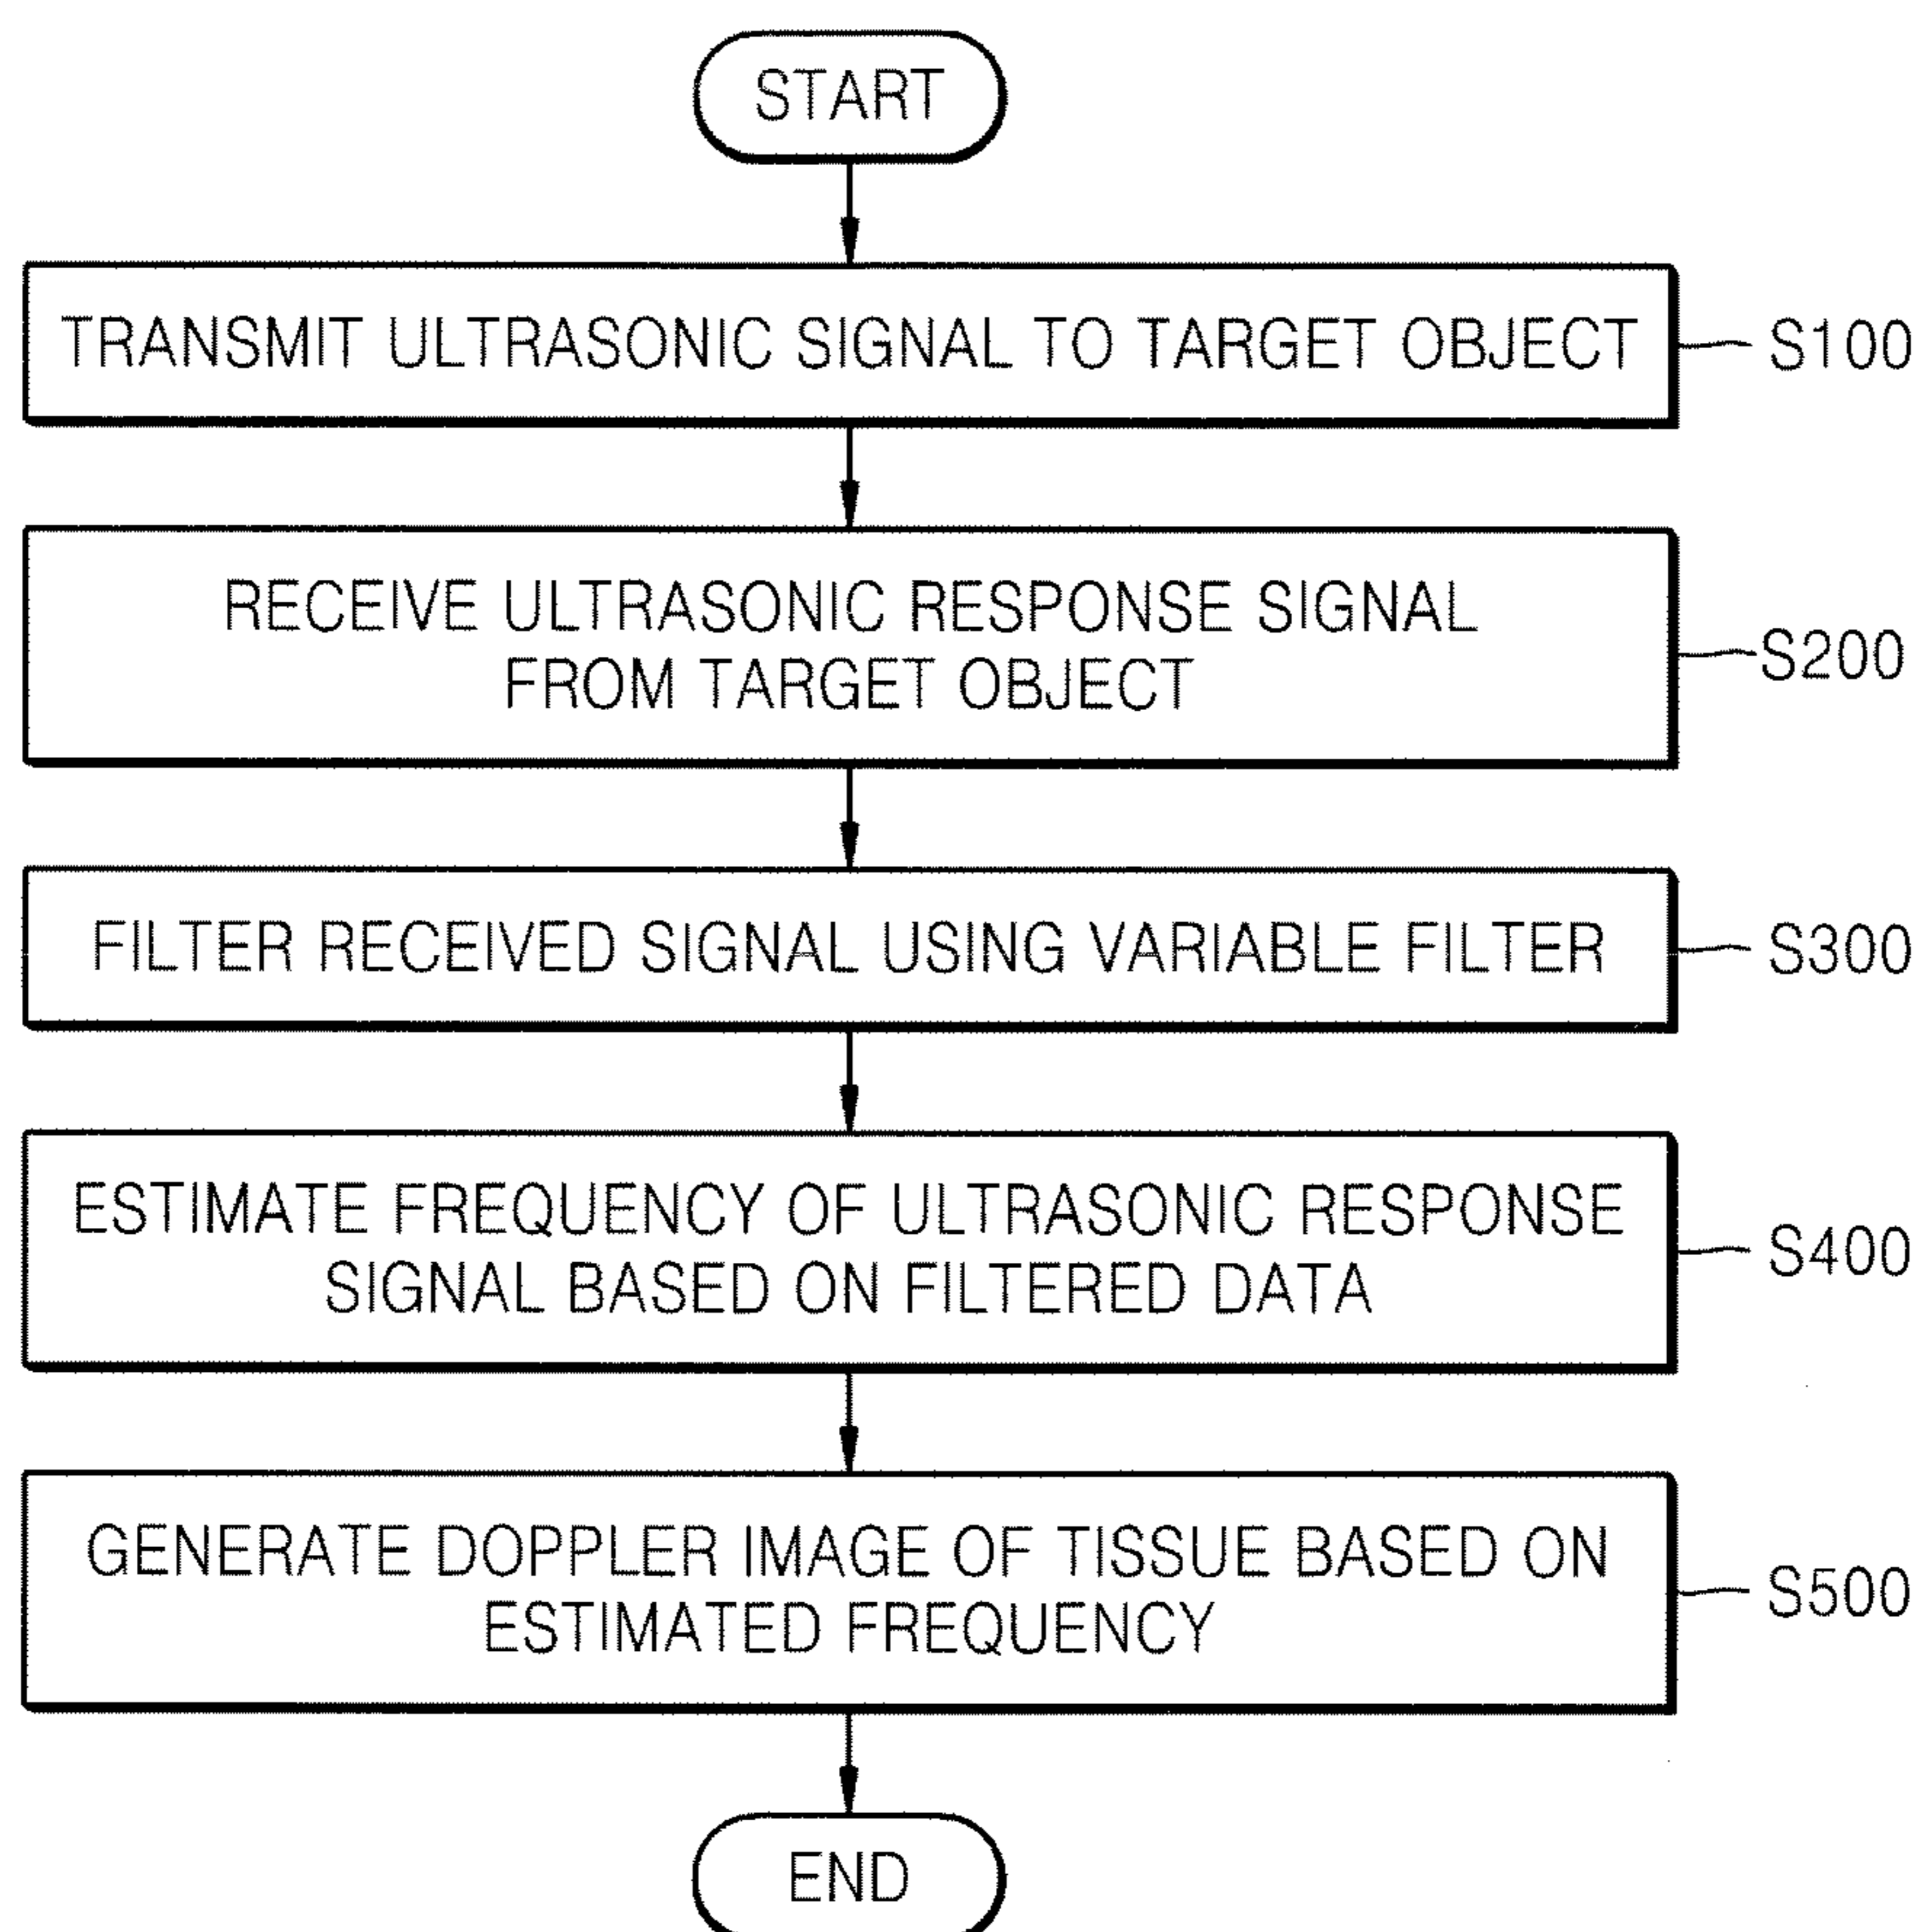 START
TRANSMIT ULTRASONIC SIGNAL TO TARGET OBJECT
S100
RECEIVE ULTRASONIC RESPONSE SIGNAL
FROM TARGET OBJECT
S200
FILTER RECEIVED SIGNAL USING VARIABLE FILTER
S300
ESTIMATE FREQUENCY OF ULTRASONIC RESPONSE
SIGNAL BASED ON FILTERED DATA
S400
GENERATE DOPPLER IMAGE OF TISSUE BASED ON
ESTIMATED FREQUENCY
S500
END